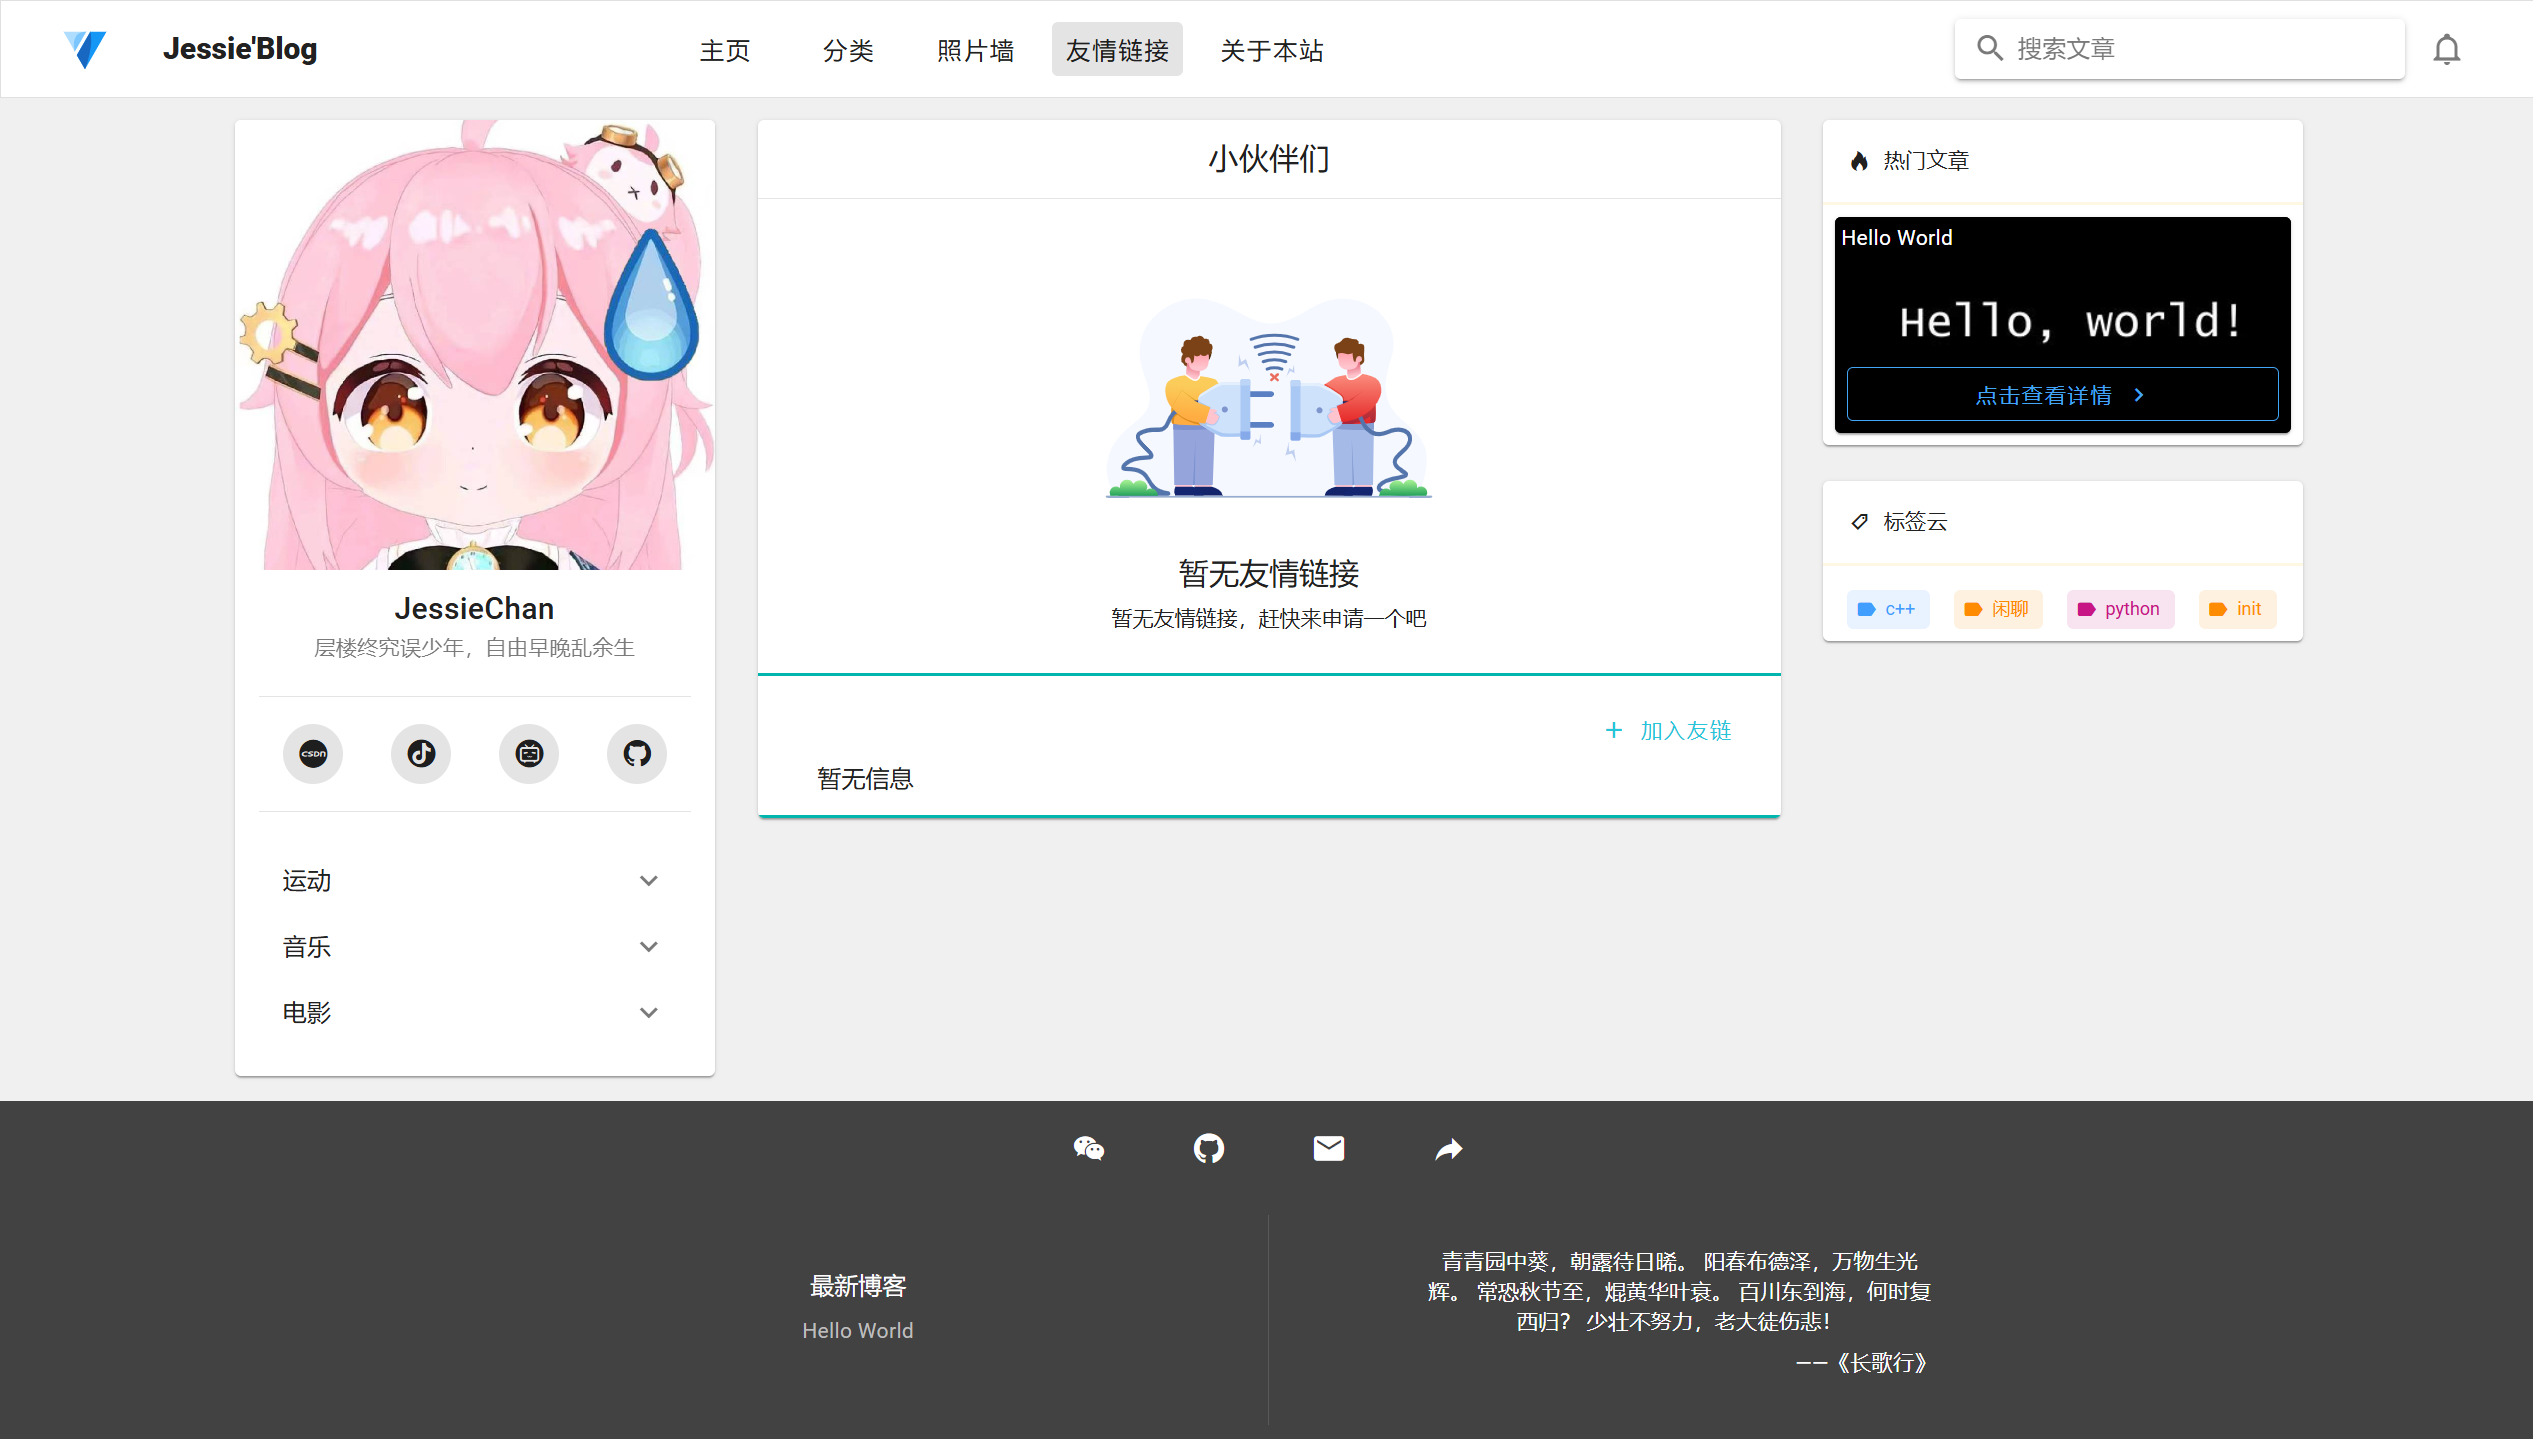 Jessie'Blog
主页
分类
照片墙
友情链接
关于本站
搜索文章
JessieChan
层楼终究误少年，自由早晚乱余生
CSDN
运动
音乐
电影
小伙伴们
暂无友情链接
暂无友情链接，赶快来申请一个吧
加入友链
暂无信息
热门文章
Hello World
Hello, world!
点击查看详情
标签云
c++
闲聊
python
init
最新博客
Hello World
青青园中葵，朝露待日晞。 阳春布德泽，万物生光
辉。 常恐秋节至，焜黄华叶衰。 百川东到海，何时复
西归？ 少壮不努力，老大徒伤悲！
——《长歌行》